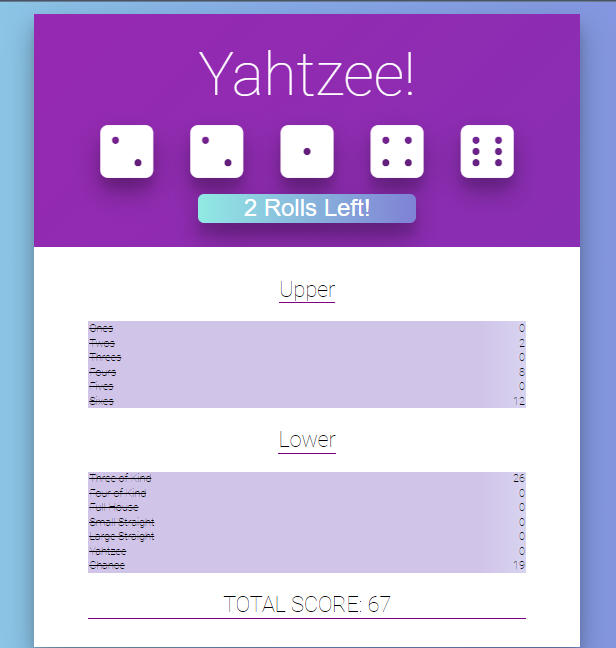 Yahtzee!
2 Rolls Left!
Upper
Ones 0
Twos 2
Threes 0
Fours 8
Fives 0
Sixes 12
Lower
Three of Kind 26
Four of Kind 0
Full House 0
Small Straight 0
Large Straight 0
Yahtzee 0
Chance 19
TOTAL SCORE: 67